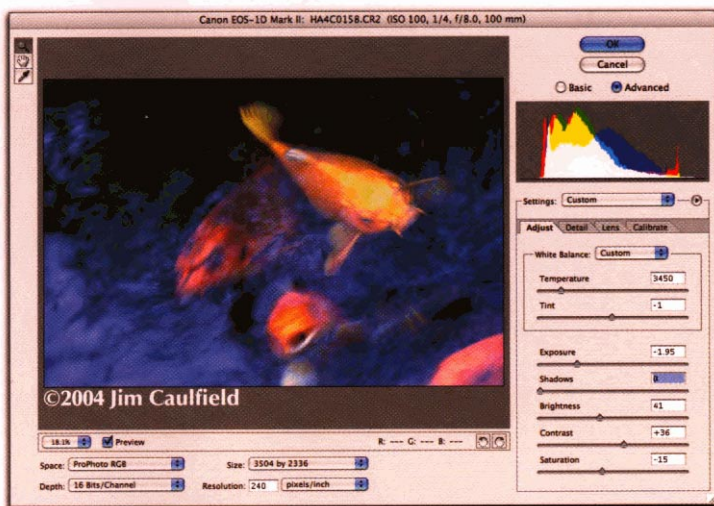 Canon EOS-1D Mark II: HA4C0158.CR2 (ISO 100, 1/4, f/8.0, 100 mm)
OK
Cancel
Basic Advanced
Settings: Custom
Adjust Detail Lens Calibrate
White Balance: Custom
Temperature 3450
Tint -1
Exposure -1.95
Shadows 0
Brightness 41
Contrast +36
Saturation -15
©2004 Jim Caulfield
18.1% Preview R: --- G: --- B: ---
Space: ProPhoto RGB Size: 3504 by 2336
Depth: 16 Bits/Channel Resolution: 240 pixels/inch